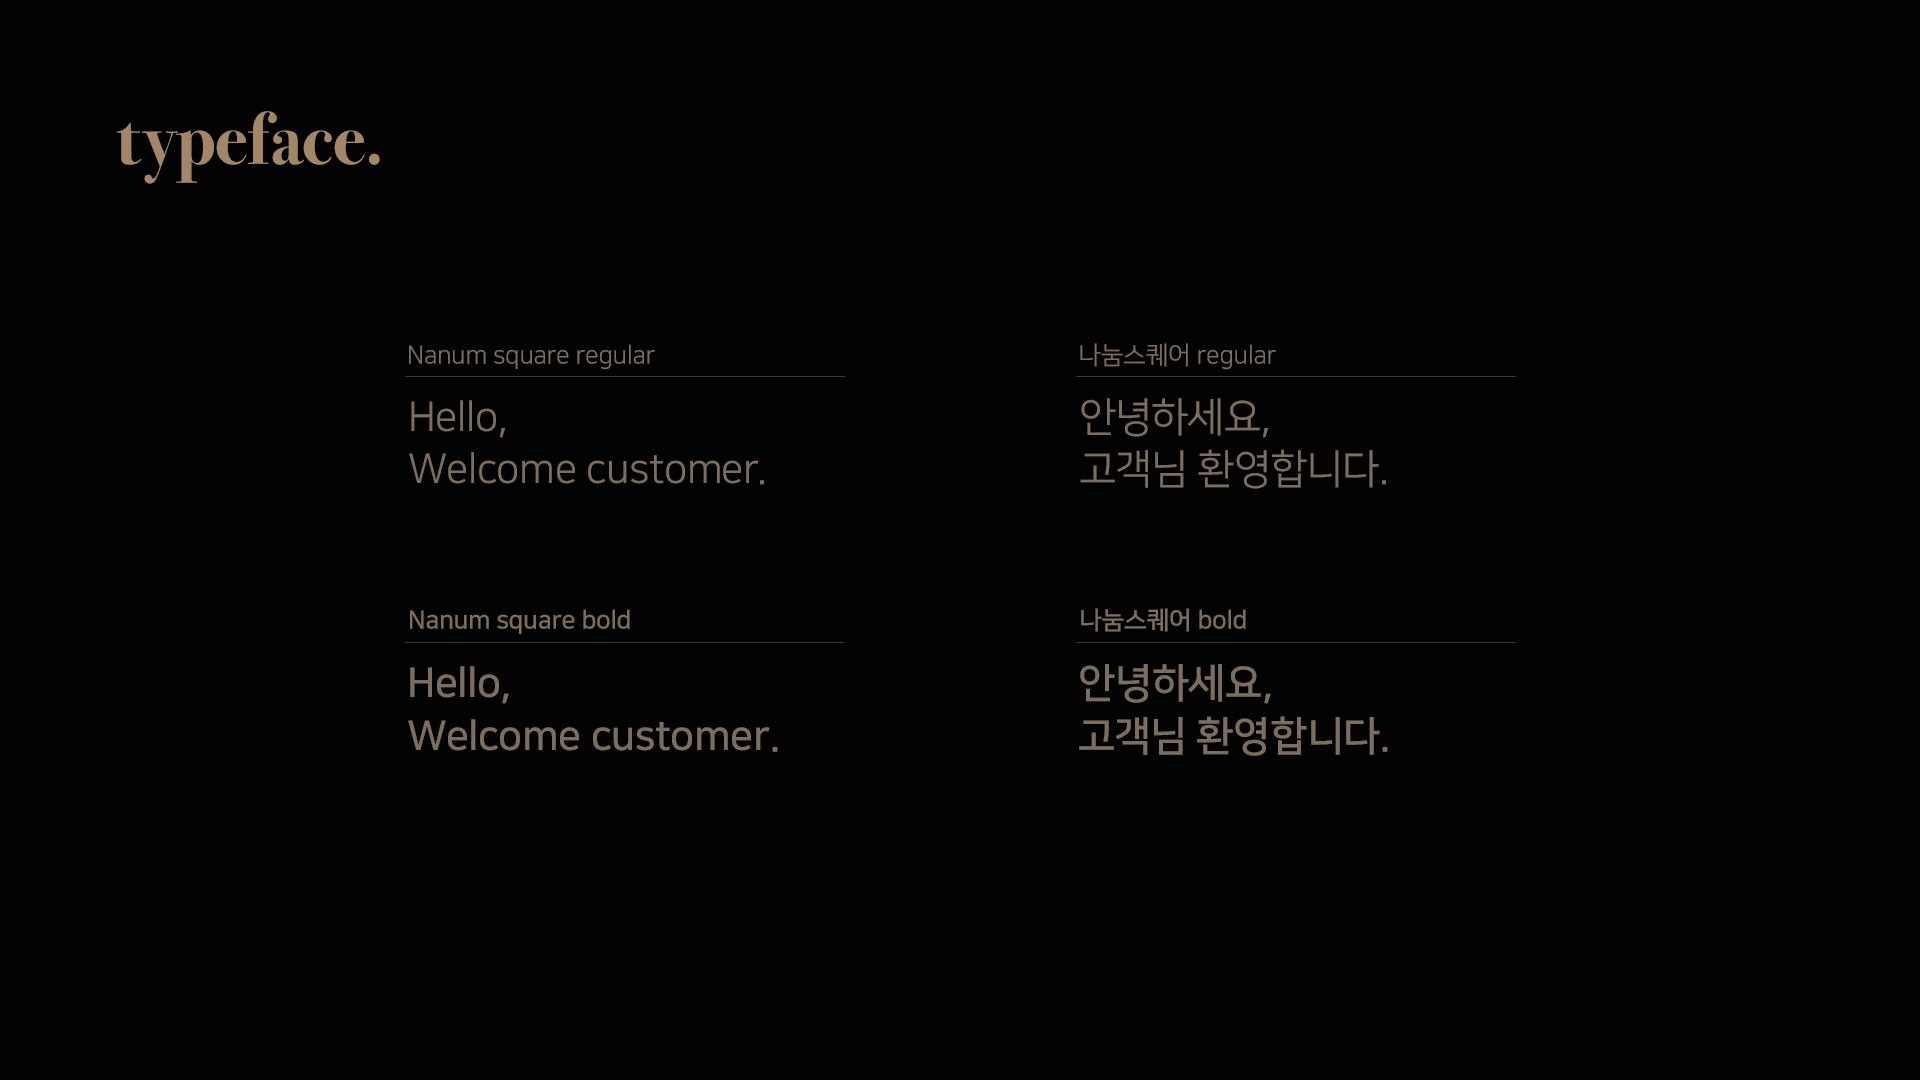 typeface.
Nanum square regular
Hello,
Welcome customer.
나눔스퀘어 regular
안녕하세요,
고객님 환영합니다.
Nanum square bold
Hello,
Welcome customer.
나눔스퀘어 bold
안녕하세요,
고객님 환영합니다.